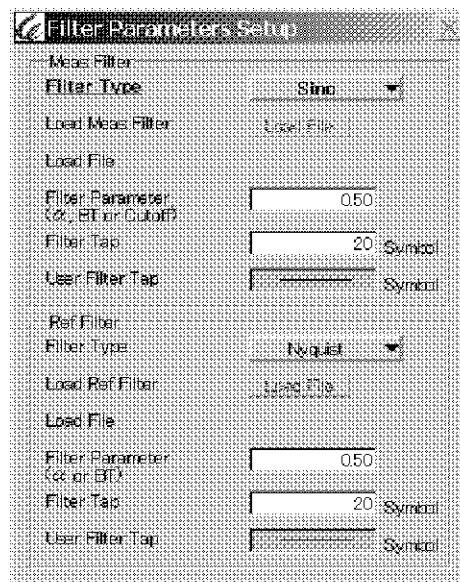 Filter Parameters Setup
Meas Filter
Filter Type Sinc
Load Meas Filter Load File
Load File
Filter Parameter 0.50
(α, BT or Cutoff)
Filter Tap 20 Symbol
User Filter Tap Symbol
Ref Filter
Filter Type Nyquist
Load Ref Filter Load File
Load File
Filter Parameter 0.50
(α or BT)
Filter Tap 20 Symbol
User Filter Tap Symbol